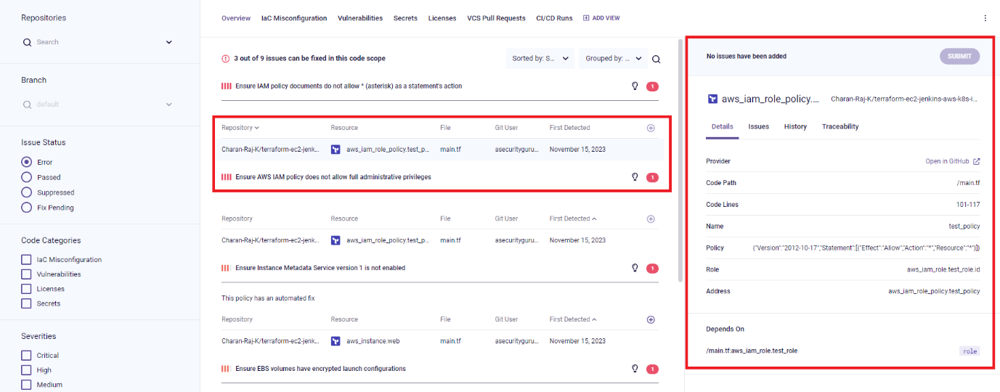 Repositories
Search
Branch
default
Issue Status
Error
Passed
Suppressed
Fix Pending
Code Categories
IaC Misconfiguration
Vulnerabilities
Licenses
Secrets
Severities
Critical
High
Medium
Overview IaC Misconfiguration Vulnerabilities Secrets Licenses VCS Pull Requests CI/CD Runs ADD VIEW
3 out of 9 issues can be fixed in this code scope
Sorted by: S... Grouped by: ...
Ensure IAM policy documents do not allow * (asterisk) as a statement's action 1
Repository Resource File Git User First Detected
Charan-Raj-K/terraform-ec2-jenk... aws_iam_role_policy.test_p... main.tf asecurityguru... November 15, 2023
Ensure AWS IAM policy does not allow full administrative privileges 1
Repository Resource File Git User First Detected
Charan-Raj-K/terraform-ec2-jenk... aws_iam_role_policy.test_p... main.tf asecurityguru... November 15, 2023
Ensure Instance Metadata Service version 1 is not enabled 1
This policy has an automated fix
Repository Resource File Git User First Detected
Charan-Raj-K/terraform-ec2-jenk... aws_instance.web main.tf asecurityguru... November 15, 2023
Ensure EBS volumes have encrypted launch configurations 1
No issues have been added SUBMIT
aws_iam_role_policy.... Charan-Raj-K/terraform-ec2-jenkins-aws-k8s-i...
Details Issues History Traceability
Provider Open in GitHub
Code Path /main.tf
Code Lines 101-117
Name test_policy
Policy {"Version":"2012-10-17","Statement":[{"Effect":"Allow","Action":"*","Resource":"*"}]}
Role aws_iam_role.test_role.id
Address aws_iam_role_policy.test_policy
Depends On
/main.tf:aws_iam_role.test_role role